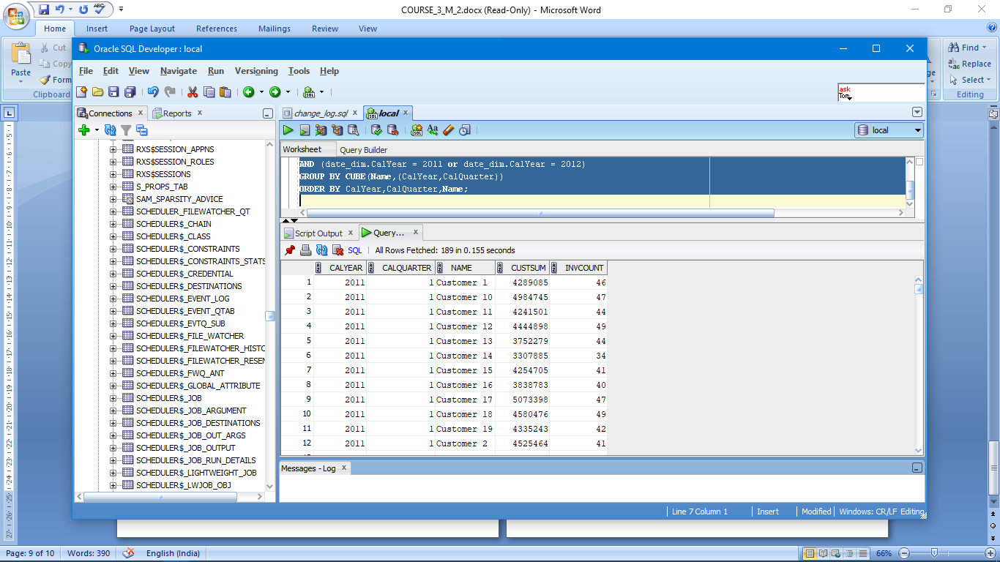 COURSE_3_M_2.docx (Read-Only) - Microsoft Word
ABC
Home Insert Page Layout References Mailings Review View
Paste
Cut
Copy
Form
Clipboard
Find
Replace
Select
Editing
Oracle SQL Developer : local
File Edit View Navigate Run Versioning Tools Help
ask
Tom
Connections Reports
change_log.sql local
local
Worksheet Query Builder
RXS$SESSION_APPNS
RXS$SESSION_ROLES
RXS$SESSIONS
S_PROPS_TAB
SAM_SPARSITY_ADVICE
SCHEDULER_FILEWATCHER_QT
SCHEDULER$_CHAIN
SCHEDULER$_CLASS
SCHEDULER$_CONSTRAINTS
SCHEDULER$_CONSTRAINTS_STATS
SCHEDULER$_CREDENTIAL
SCHEDULER$_DESTINATIONS
SCHEDULER$_EVENT_LOG
SCHEDULER$_EVENT_QTAB
SCHEDULER$_EVTQ_SUB
SCHEDULER$_FILE_WATCHER
SCHEDULER$_FILEWATCHER_HISTO
SCHEDULER$_FILEWATCHER_RESEN
SCHEDULER$_FWQ_ANT
SCHEDULER$_GLOBAL_ATTRIBUTE
SCHEDULER$_JOB
SCHEDULER$_JOB_ARGUMENT
SCHEDULER$_JOB_DESTINATIONS
SCHEDULER$_JOB_OUT_ARGS
SCHEDULER$_JOB_OUTPUT
SCHEDULER$_JOB_RUN_DETAILS
SCHEDULER$_LIGHTWEIGHT_JOB
SCHEDULER$_LWJOB_OBJ
AND (date_dim.CalYear = 2011 or date_dim.CalYear = 2012)
GROUP BY CUBE(Name,(CalYear,CalQuarter))
ORDER BY CalYear,CalQuarter,Name;
Script Output Query...
SQL All Rows Fetched: 189 in 0.155 seconds
CALYEAR CALQUARTER NAME CUSTSUM INVCOUNT
1 2011 1 Customer 1 4289085 46
2 2011 1 Customer 10 4984745 47
3 2011 1 Customer 11 4241501 44
4 2011 1 Customer 12 4444898 49
5 2011 1 Customer 13 3752279 44
6 2011 1 Customer 14 3307885 34
7 2011 1 Customer 15 4254705 41
8 2011 1 Customer 16 3838783 40
9 2011 1 Customer 17 5073398 47
10 2011 1 Customer 18 4580476 49
11 2011 1 Customer 19 4335243 42
12 2011 1 Customer 2 4525464 41
Messages - Log
Line 7 Column 1 Insert Modified Windows: CR/LF Editing
Page: 9 of 10 Words: 390 English (India) 66%